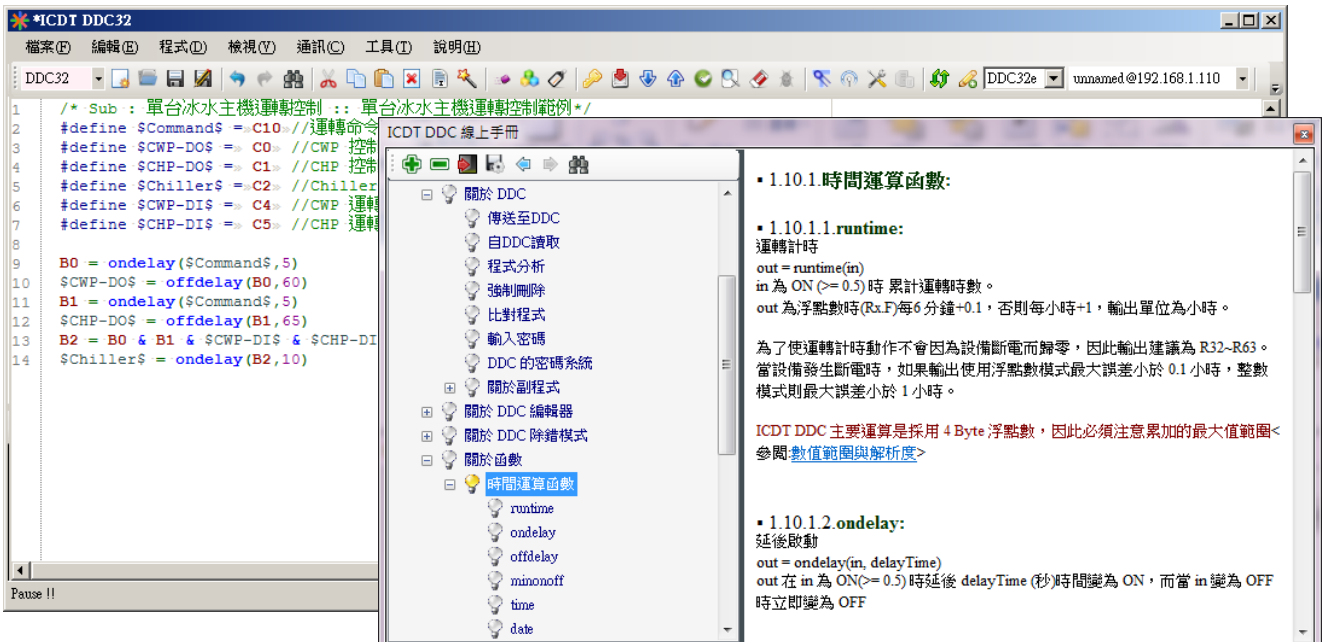 *ICDT DDC32
檔案(F) 編輯(E) 程式(D) 檢視(V) 通訊(C) 工具(T) 說明(H)
DDC32 DDC32e unnamed@192.168.1.110
1 /* Sub : 單台冰水主機運轉控制 :: 單台冰水主機運轉控制範例*/
2 #define $Command$ = C10 //運轉命令
3 #define $CWP-DO$ = C0 //CWP 控制
4 #define $CHP-DO$ = C1 //CHP 控制
5 #define $Chiller$ = C2 //Chiller
6 #define $CWP-DI$ = C4 //CWP 運轉
7 #define $CHP-DI$ = C5 //CHP 運轉
8
9 B0 = ondelay($Command$,5)
10 $CWP-DO$ = offdelay(B0,60)
11 B1 = ondelay($Command$,5)
12 $CHP-DO$ = offdelay(B1,65)
13 B2 = B0 & B1 & $CWP-DI$ & $CHP-DI
14 $Chiller$ = ondelay(B2,10)
Pause !!
ICDT DDC 線上手冊
關於 DDC
傳送至DDC
自DDC讀取
程式分析
強制刪除
比對程式
輸入密碼
DDC 的密碼系統
關於副程式
關於 DDC 編輯器
關於 DDC 除錯模式
關於函數
時間運算函數
runtime
ondelay
offdelay
minonoff
time
date
▪ 1.10.1.時間運算函數:
▪ 1.10.1.1.runtime:
運轉計時
out = runtime(in)
in 為 ON (>= 0.5) 時 累計運轉時數。
out 為浮點數時(Rx.F)每6 分鐘+0.1，否則每小時+1，輸出單位為小時。
為了使運轉計時動作不會因為設備斷電而歸零，因此輸出建議為 R32~R63。
當設備發生斷電時，如果輸出使用浮點數模式最大誤差小於 0.1 小時，整數
模式則最大誤差小於 1 小時。
ICDT DDC 主要運算是採用 4 Byte 浮點數，因此必須注意累加的最大值範圍<
參閱:數值範圍與解析度>
▪ 1.10.1.2.ondelay:
延後啟動
out = ondelay(in, delayTime)
out 在 in 為 ON(>= 0.5) 時延後 delayTime (秒)時間變為 ON，而當 in 變為 OFF
時立即變為 OFF